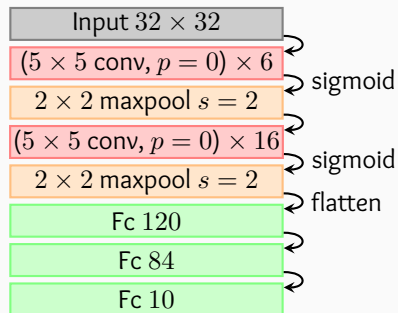 Input 32 × 32
(5 × 5 conv, p = 0) × 6
sigmoid
2 × 2 maxpool s = 2
(5 × 5 conv, p = 0) × 16
sigmoid
2 × 2 maxpool s = 2
flatten
Fc 120
Fc 84
Fc 10